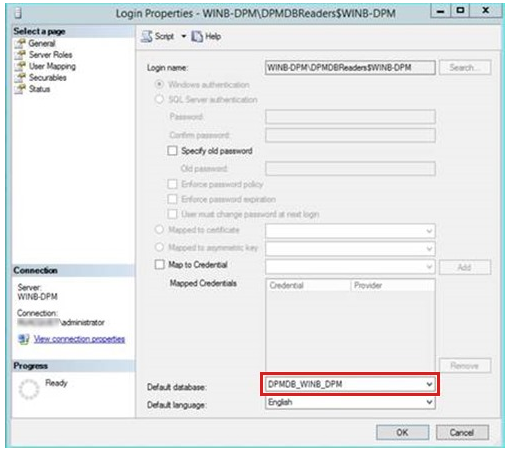 Login Properties - WINB-DPM\DPMDBReaders$WINB-DPM
Select a page
General
Server Roles
User Mapping
Securables
Status
Script
Help
Login name:
WINB-DPM\DPMDBReaders$WINB-DPM
Search...
Windows authentication
SQL Server authentication
Password:
Confirm password:
Specify old password
Old password:
Enforce password policy
Enforce password expiration
User must change password at next login
Mapped to certificate
Mapped to asymmetric key
Map to Credential
Add
Mapped Credentials
Credential
Provider
Remove
Default database:
DPMDB_WINB_DPM
Default language:
English
Connection
Server:
WINB-DPM
Connection:
\administrator
View connection properties
Progress
Ready
OK
Cancel